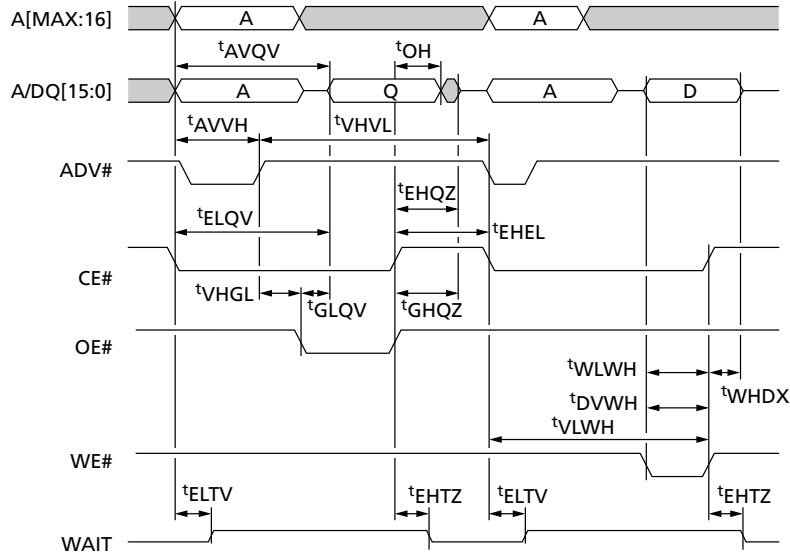 A[MAX:16] A A
tAVQV tOH
A/DQ[15:0] A Q A D
tAVVH tVHVL
ADV#
tEHQZ
tELQV tEHEL
CE#
tVHGL tGLQV tGHQZ
OE#
tWLWH tWHDX
tDVWH
tVLWH
WE#
tELTV tEHTZ tELTV tEHTZ
WAIT